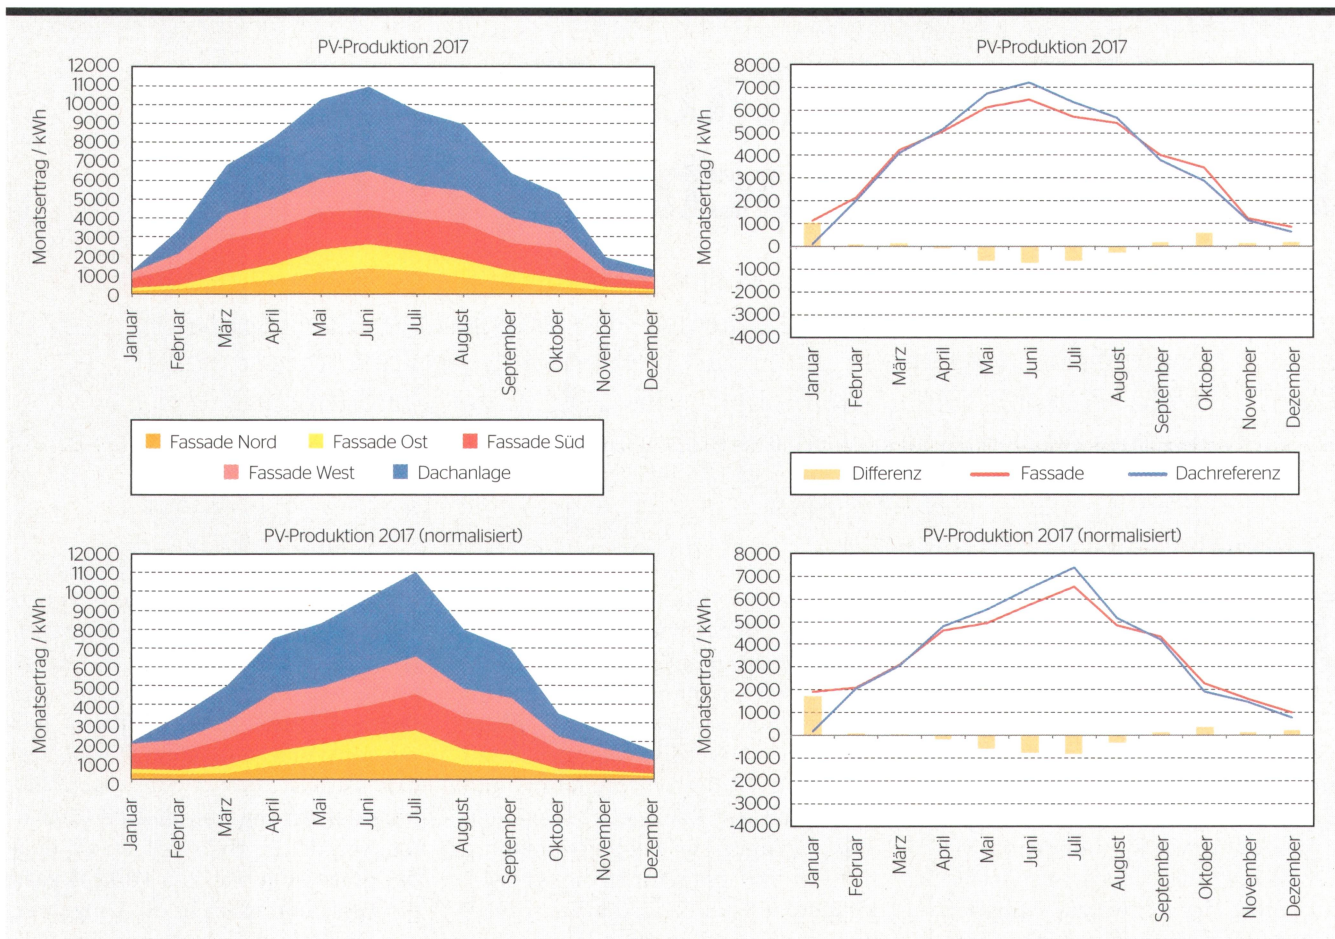 PV-Produktion 2017
Monatsertrag / kWh
12000
11000
10000
9000
8000
7000
6000
5000
4000
3000
2000
1000
0
Januar
Februar
März
April
Mai
Juni
Juli
August
September
Oktober
November
Dezember
Fassade Nord Fassade Ost Fassade Süd
Fassade West Dachanlage
PV-Produktion 2017
Monatsertrag / kWh
8000
7000
6000
5000
4000
3000
2000
1000
0
-1000
-2000
-3000
-4000
Januar
Februar
März
April
Mai
Juni
Juli
August
September
Oktober
November
Dezember
Differenz Fassade Dachreferenz
PV-Produktion 2017 (normalisiert)
Monatsertrag / kWh
12000
11000
10000
9000
8000
7000
6000
5000
4000
3000
2000
1000
0
Januar
Februar
März
April
Mai
Juni
Juli
August
September
Oktober
November
Dezember
PV-Produktion 2017 (normalisiert)
Monatsertrag / kWh
8000
7000
6000
5000
4000
3000
2000
1000
0
-1000
-2000
-3000
-4000
Januar
Februar
März
April
Mai
Juni
Juli
August
September
Oktober
November
Dezember